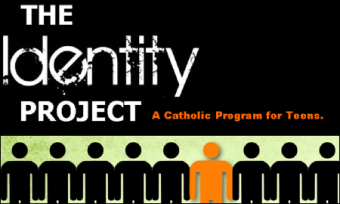 THE
Identity
PROJECT A Catholic Program for Teens.